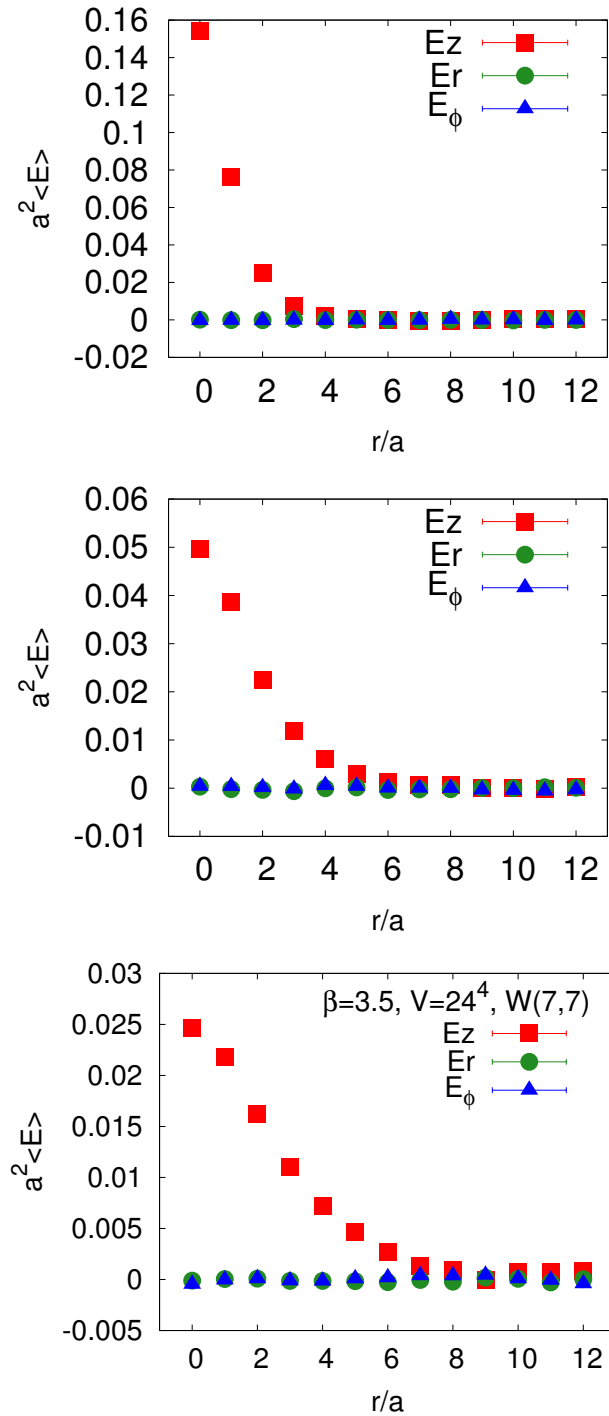 0.16
0.14
0.12
0.1
0.08
0.06
0.04
0.02
0
-0.02
a²<E>
Ez
Er
Eϕ
0 2 4 6 8 10 12
r/a
0.06
0.05
0.04
0.03
0.02
0.01
0
-0.01
a²<E>
Ez
Er
Eϕ
0 2 4 6 8 10 12
r/a
0.03
0.025
0.02
0.015
0.01
0.005
0
-0.005
a²<E>
β=3.5, V=24⁴, W(7,7)
Ez
Er
Eϕ
0 2 4 6 8 10 12
r/a